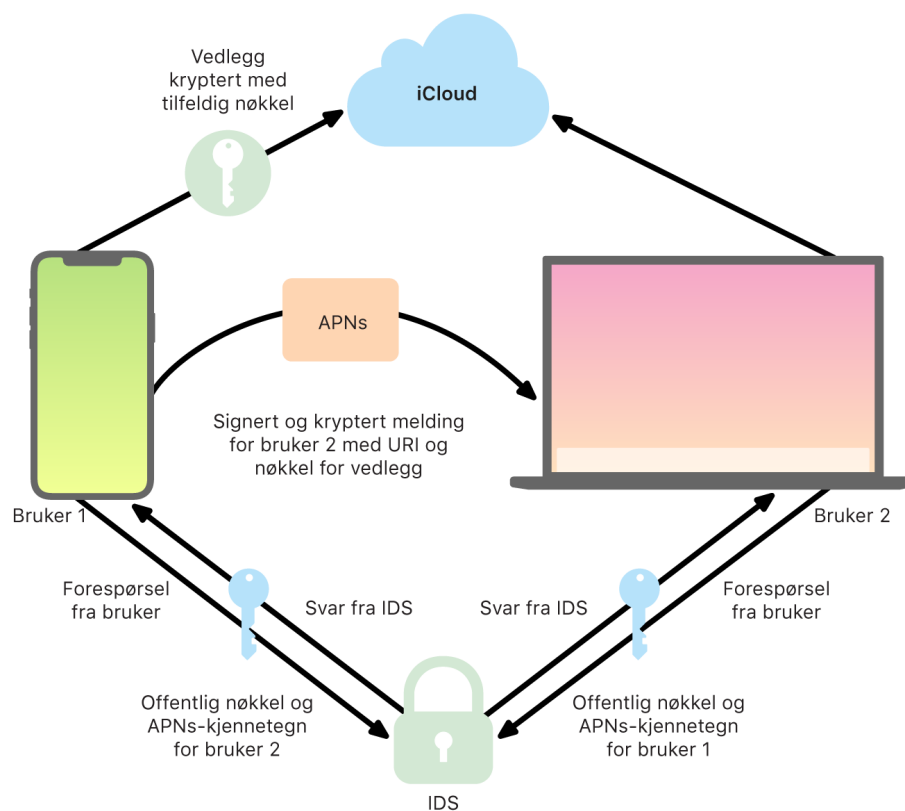 Vedlegg
kryptert med
tilfeldig nøkkel
iCloud
APNs
Signert og kryptert melding
for bruker 2 med URI og
nøkkel for vedlegg
Bruker 1
Bruker 2
Forespørsel
fra bruker
Svar fra IDS
Svar fra IDS
Forespørsel
fra bruker
Offentlig nøkkel og
APNs-kjennetegn
for bruker 2
Offentlig nøkkel og
APNs-kjennetegn
for bruker 1
IDS